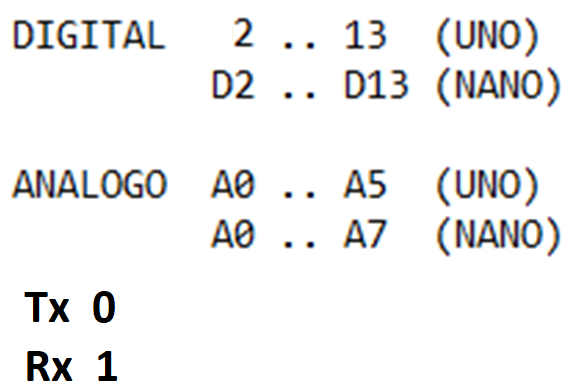 DIGITAL 2 .. 13 (UNO)
D2 .. D13 (NANO)
ANALOGO A0 .. A5 (UNO)
A0 .. A7 (NANO)
Tx 0
Rx 1